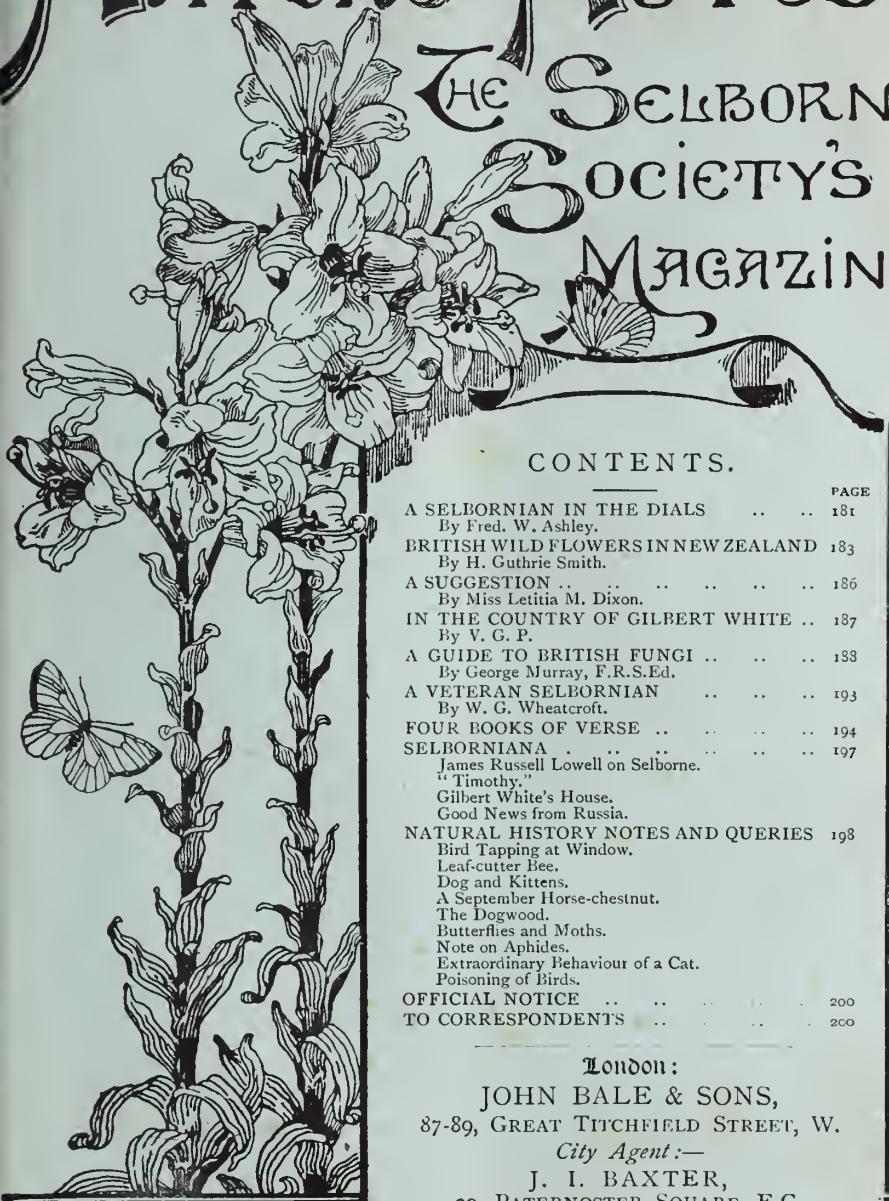 THE SELBORN
SOCIETY'S
MAGAZIN
CONTENTS.
PAGE
A SELBORNIAN IN THE DIALS .. .. 181
By Fred. W. Ashley.
BRITISH WILD FLOWERS IN NEW ZEALAND 183
By H. Guthrie Smith.
A SUGGESTION .. .. .. .. .. .. 186
By Miss Letitia M. Dixon.
IN THE COUNTRY OF GILBERT WHITE .. 187
By V. G. P.
A GUIDE TO BRITISH FUNGI .. .. .. 188
By George Murray, F.R.S.Ed.
A VETERAN SELBORNIAN .. .. .. 193
By W. G. Wheatcroft.
FOUR BOOKS OF VERSE .. .. .. .. 194
SELBORNIANA . .. .. .. .. .. 197
James Russell Lowell on Selborne.
"Timothy."
Gilbert White's House.
Good News from Russia.
NATURAL HISTORY NOTES AND QUERIES 198
Bird Tapping at Window.
Leaf-cutter Bee.
Dog and Kittens.
A September Horse-chestnut.
The Dogwood.
Butterflies and Moths.
Note on Aphides.
Extraordinary Behaviour of a Cat.
Poisoning of Birds.
OFFICIAL NOTICE .. .. .. . . 200
TO CORRESPONDENTS .. . .. . 200
London:
JOHN BALE & SONS,
87-89, GREAT TITCHFIELD STREET, W.
City Agent:—
J. I. BAXTER,
PATERNOSTER SQUARE, E.C.